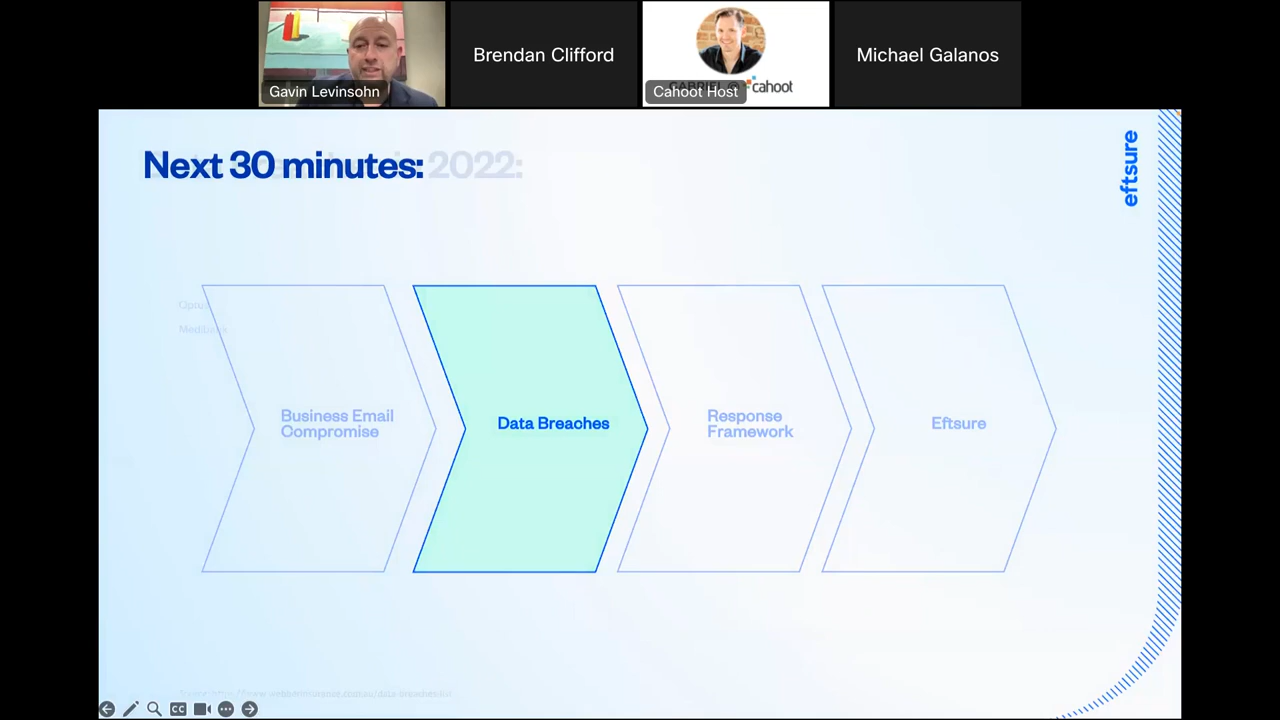 Gavin Levinsohn
Brendan Clifford
cahoot
Cahoot Host
Michael Galanos
Next 30 minutes: 2022:
eftsure
Business Email
Compromise
Data Breaches
Response
Framework
Eftsure
CC